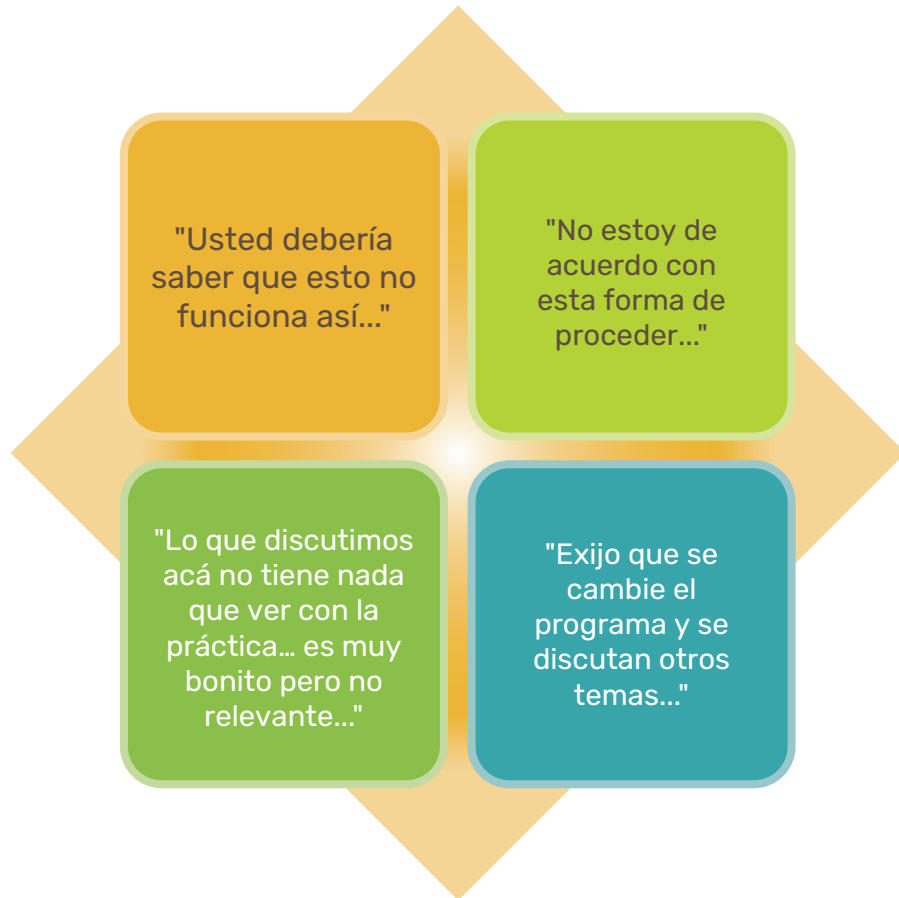 "Usted debería
saber que esto no
funciona así..."
"No estoy de
acuerdo con
esta forma de
proceder..."
"Lo que discutimos
acá no tiene nada
que ver con la
práctica... es muy
bonito pero no
relevante..."
"Exijo que se
cambie el
programa y se
discutan otros
temas..."